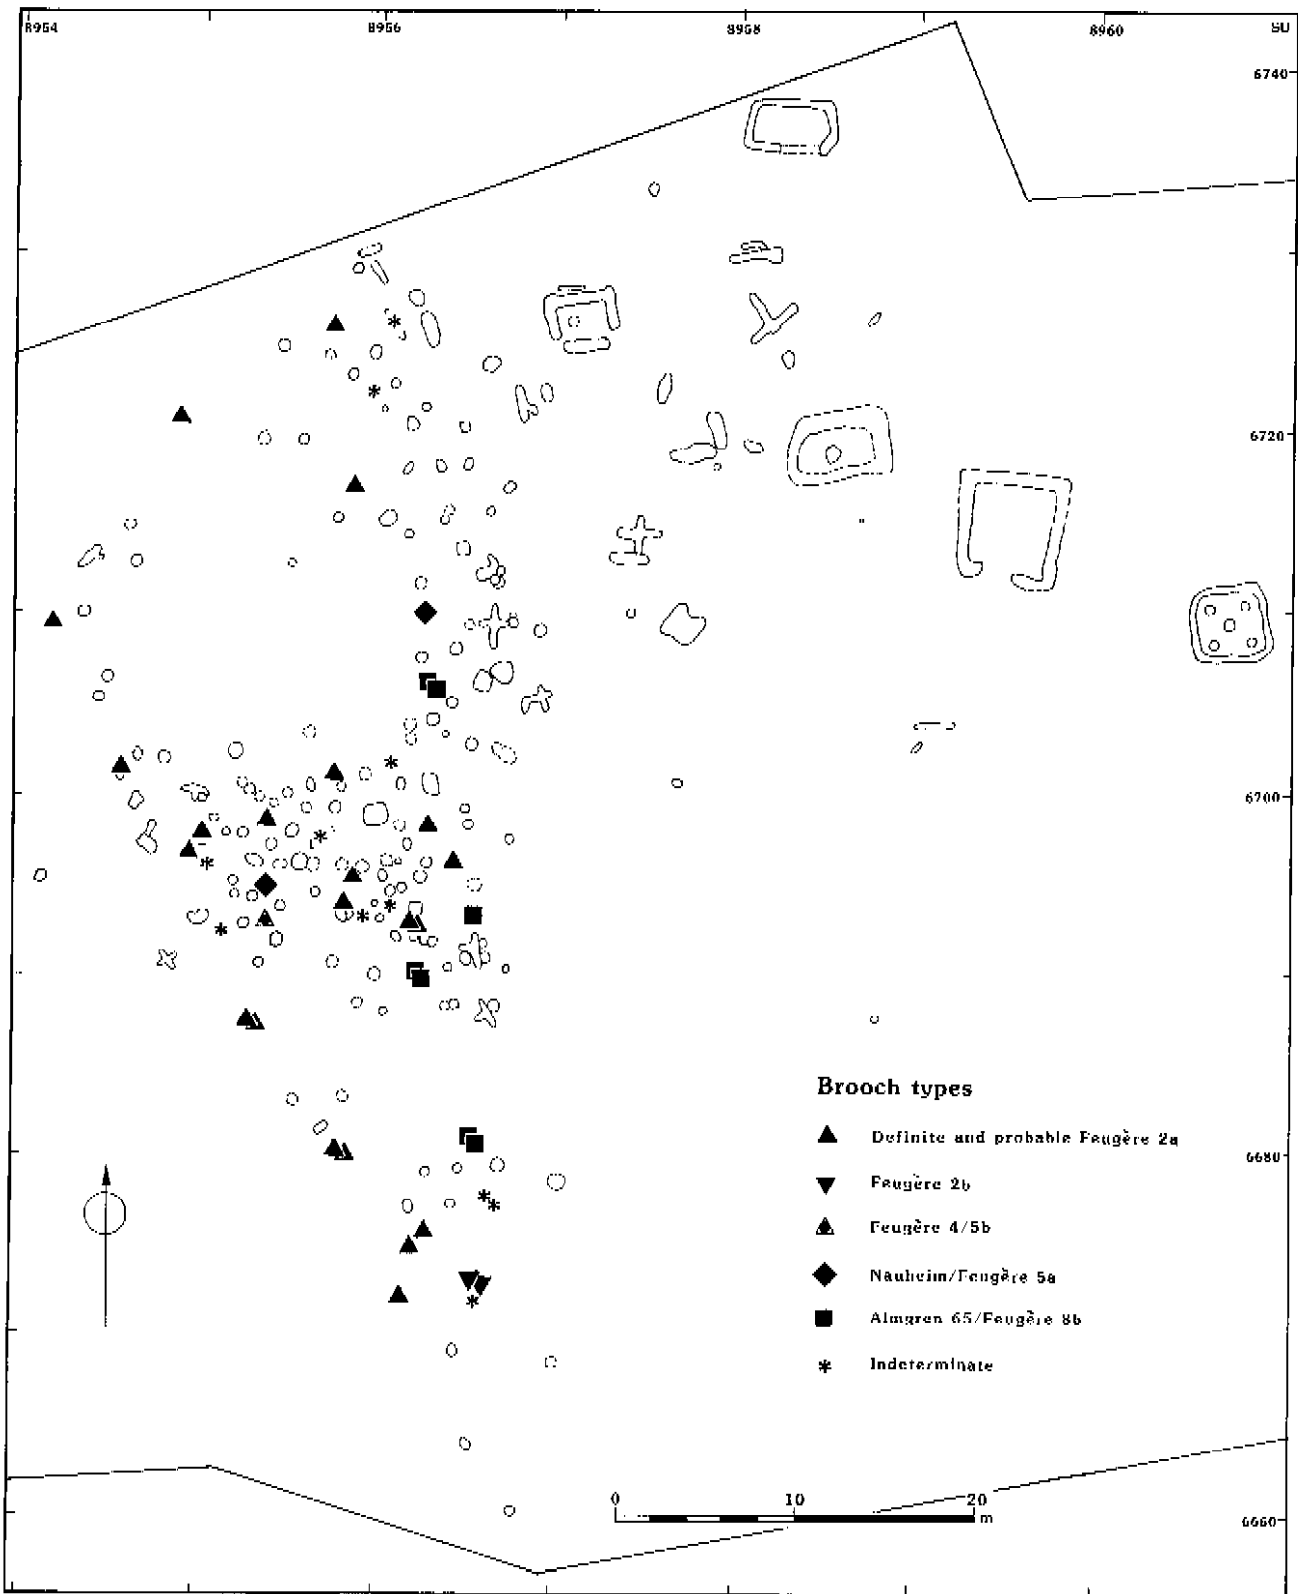 8954 8956 8958 8960 SU
6740
6720
6700
Brooch types
Definite and probable Feugère 2a
6680
Feugère 2b
Feugère 4/5b
Nauheim/Feugère 5a
Almgren 65/Feugère 8b
Indeterminate
0 10 20
m
6660